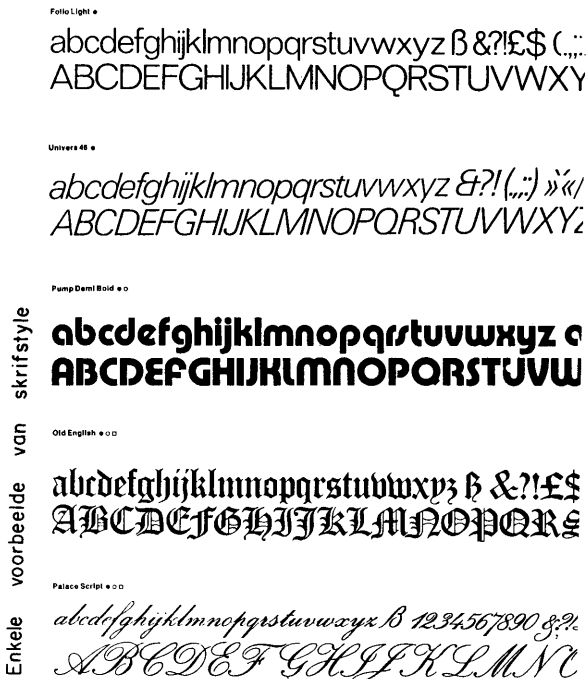 Folio Light
abcdefghijklmnopqrstuvwxyz ß &?!£$ (.,;:
ABCDEFGHIJKLMNOPQRSTUVWXY
Univers 46
abcdefghijklmnopqrstuvwxyz &?! (.,;:) »«/
ABCDEFGHIJKLMNOPQRSTUVWXYZ
Pump Demi Bold
abcdefghijklmnopqrstuvwxyz
ABCDEFGHIJKLMNOPQRSTUVW
Old English
abcdefghijklmnopqrstuvwxyz ß &?!£$
ABCDEFGHIJKLMNOPQRS
Palace Script
abcdefghijklmnopqrstuvwxyz ß 1234567890 &?!
ABCDEFGHIJKLMN
Enkele voorbeelde van skrifstyle